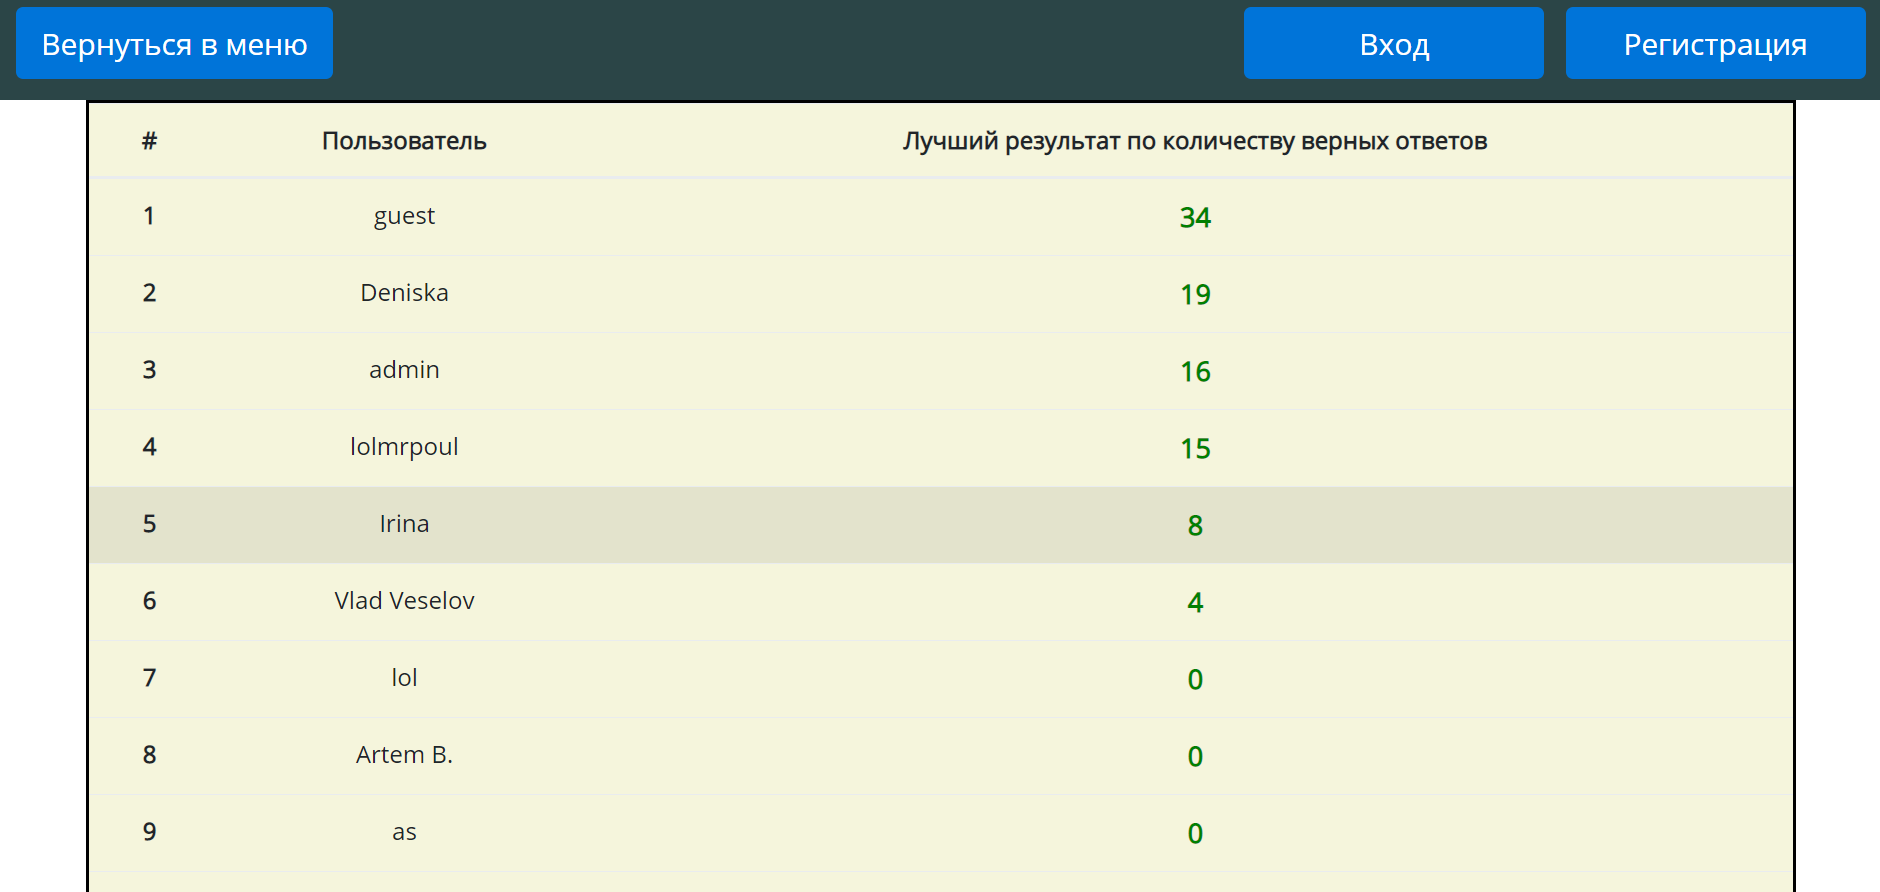 Вернуться в меню Вход Регистрация
# Пользователь Лучший результат по количеству верных ответов
1 guest 34
2 Deniska 19
3 admin 16
4 lolmrpoul 15
5 Irina 8
6 Vlad Veselov 4
7 lol 0
8 Artem B. 0
9 as 0